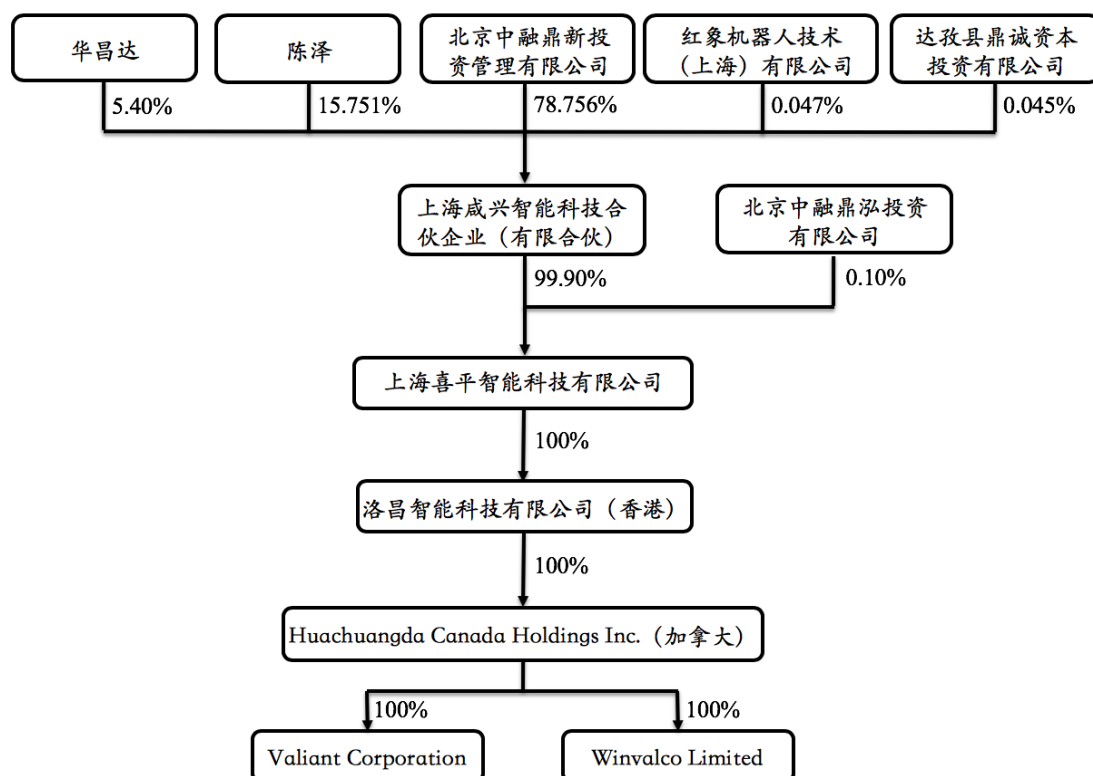 华昌达
陈泽
北京中融鼎新投
资管理有限公司
红象机器人技术
（上海）有限公司
达孜县鼎诚资本
投资有限公司
5.40%
15.751%
78.756%
0.047%
0.045%
上海咸兴智能科技合
伙企业（有限合伙）
北京中融鼎泓投资
有限公司
99.90%
0.10%
上海喜平智能科技有限公司
100%
洛昌智能科技有限公司（香港）
100%
Huachuangda Canada Holdings Inc.（加拿大）
100%
100%
Valiant Corporation
Winvalco Limited